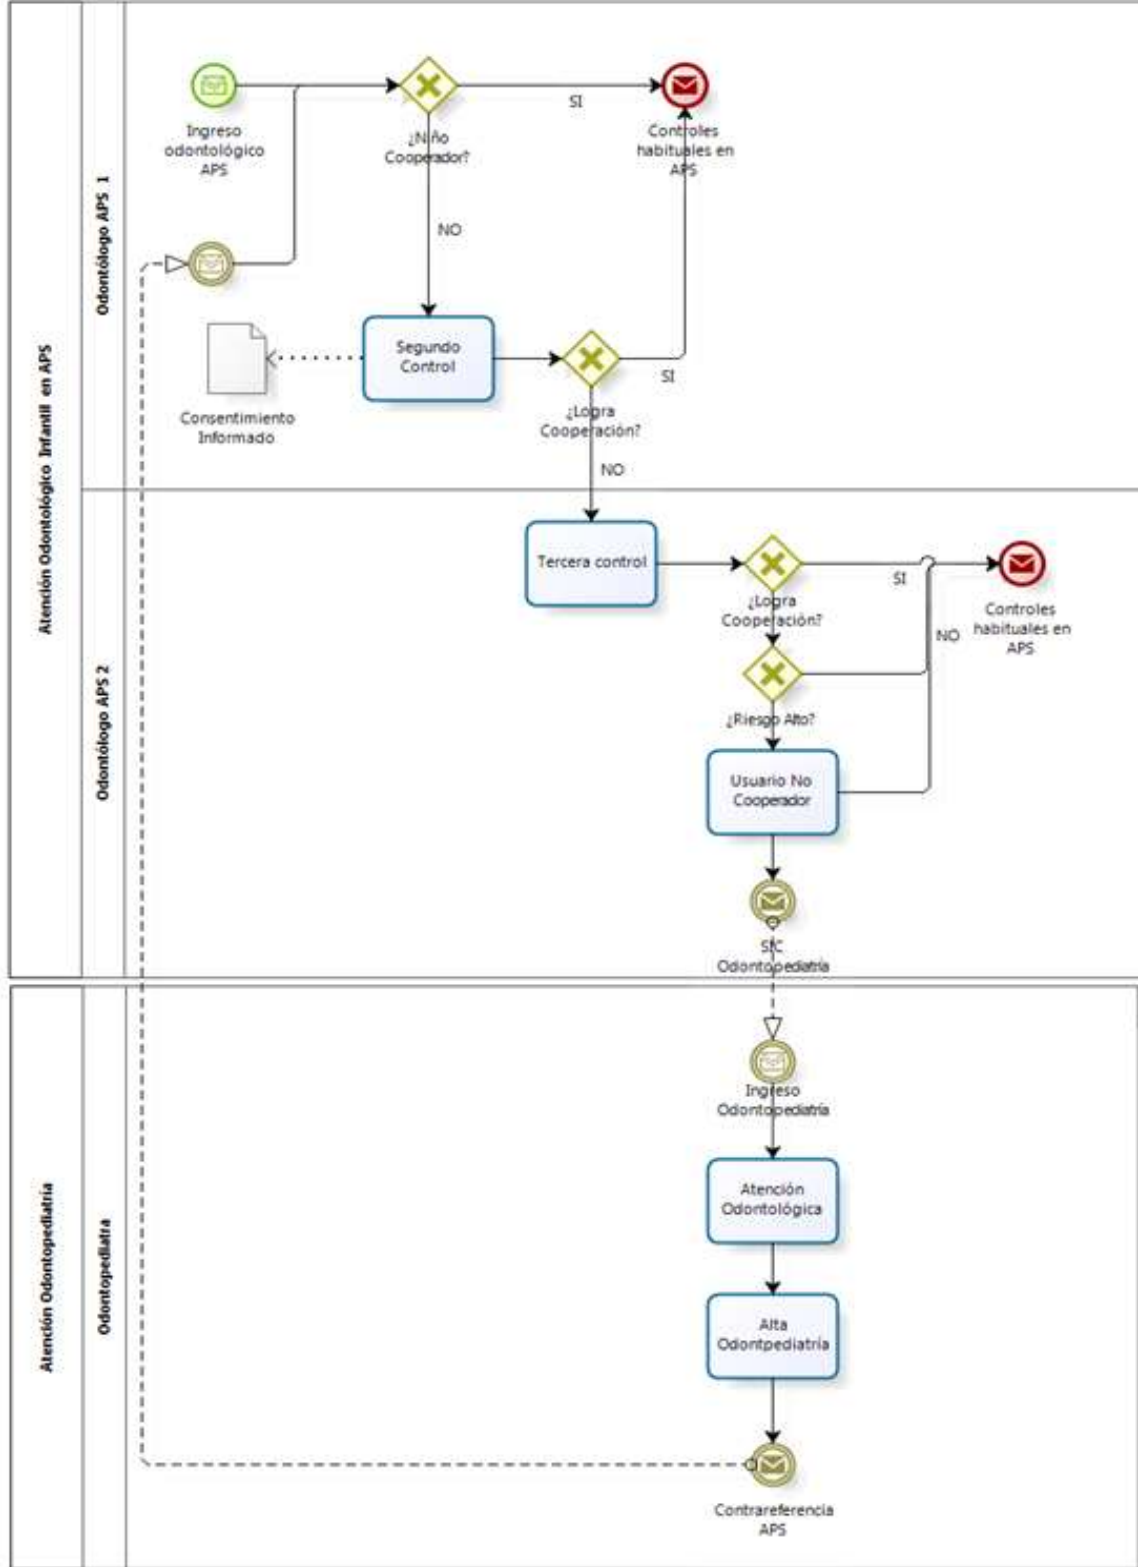 Atención Odontológico Infantil en APS
Odontólogo APS 1
Ingreso
odontológico
APS
¿Niño
Cooperador?
SI
Controles
habituales en
APS
NO
Segundo
Control
Consentimiento
Informado
¿Logra
Cooperación?
SI
NO
Odontólogo APS 2
Tercera control
¿Logra
Cooperación?
SI
Controles
habituales en
APS
NO
¿Riesgo Alto?
Usuario No
Cooperador
SIC
Odontopediatría
Atención Odontopediatría
Odontopediatra
Ingreso
Odontopediatría
Atención
Odontológica
Alta
Odontpediatría
Contrareferencia
APS